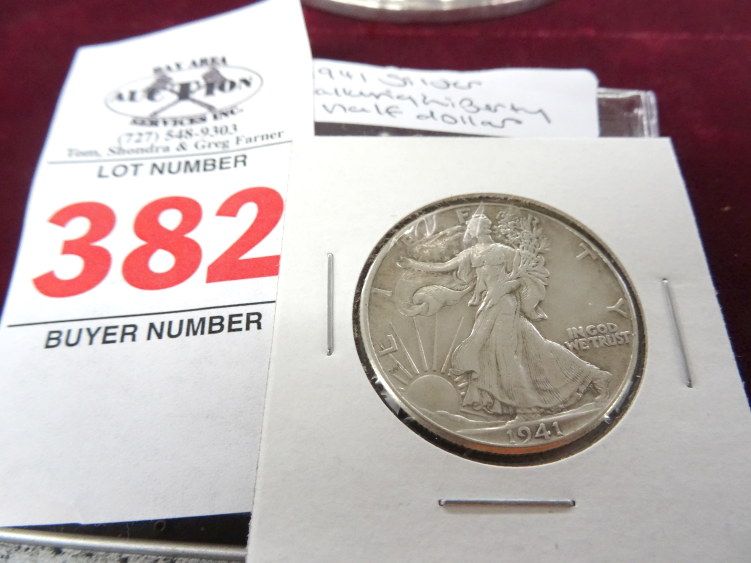 BAY AREA
AUCTION
SERVICES INC.
(727) 548-9303
Tom, Shondra & Greg Farner
LOT NUMBER
382
BUYER NUMBER
1941 Silver
Walking Liberty
half dollar
LIBERTY
IN GOD
WE TRUST
1941